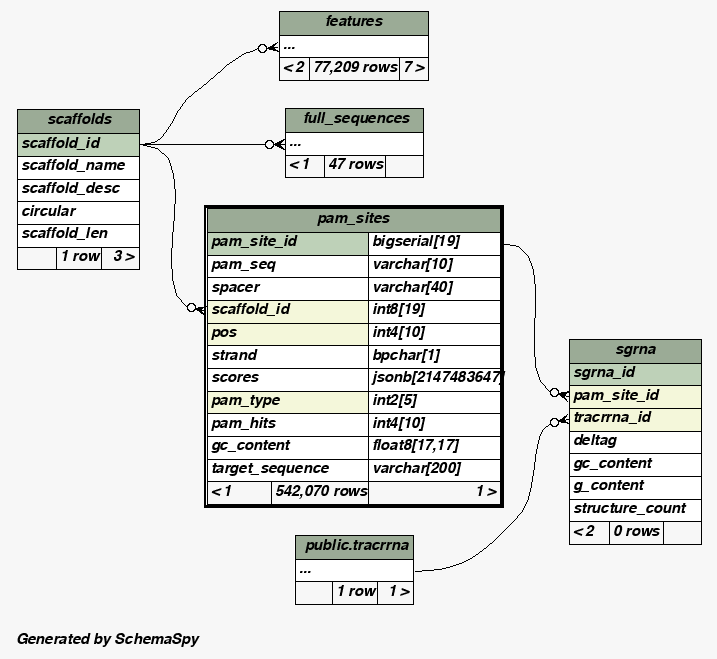 features
...
< 2 77,209 rows 7 >
scaffolds
scaffold_id
scaffold_name
scaffold_desc
circular
scaffold_len
1 row 3 >
full_sequences
...
< 1 47 rows
pam_sites
pam_site_id bigserial[19]
pam_seq varchar[10]
spacer varchar[40]
scaffold_id int8[19]
pos int4[10]
strand bpchar[1]
scores jsonb[2147483647]
pam_type int2[5]
pam_hits int4[10]
gc_content float8[17,17]
target_sequence varchar[200]
< 1 542,070 rows 1 >
sgrna
sgrna_id
pam_site_id
tracrrna_id
deltag
gc_content
g_content
structure_count
< 2 0 rows
public.tracrrna
...
1 row 1 >
Generated by SchemaSpy